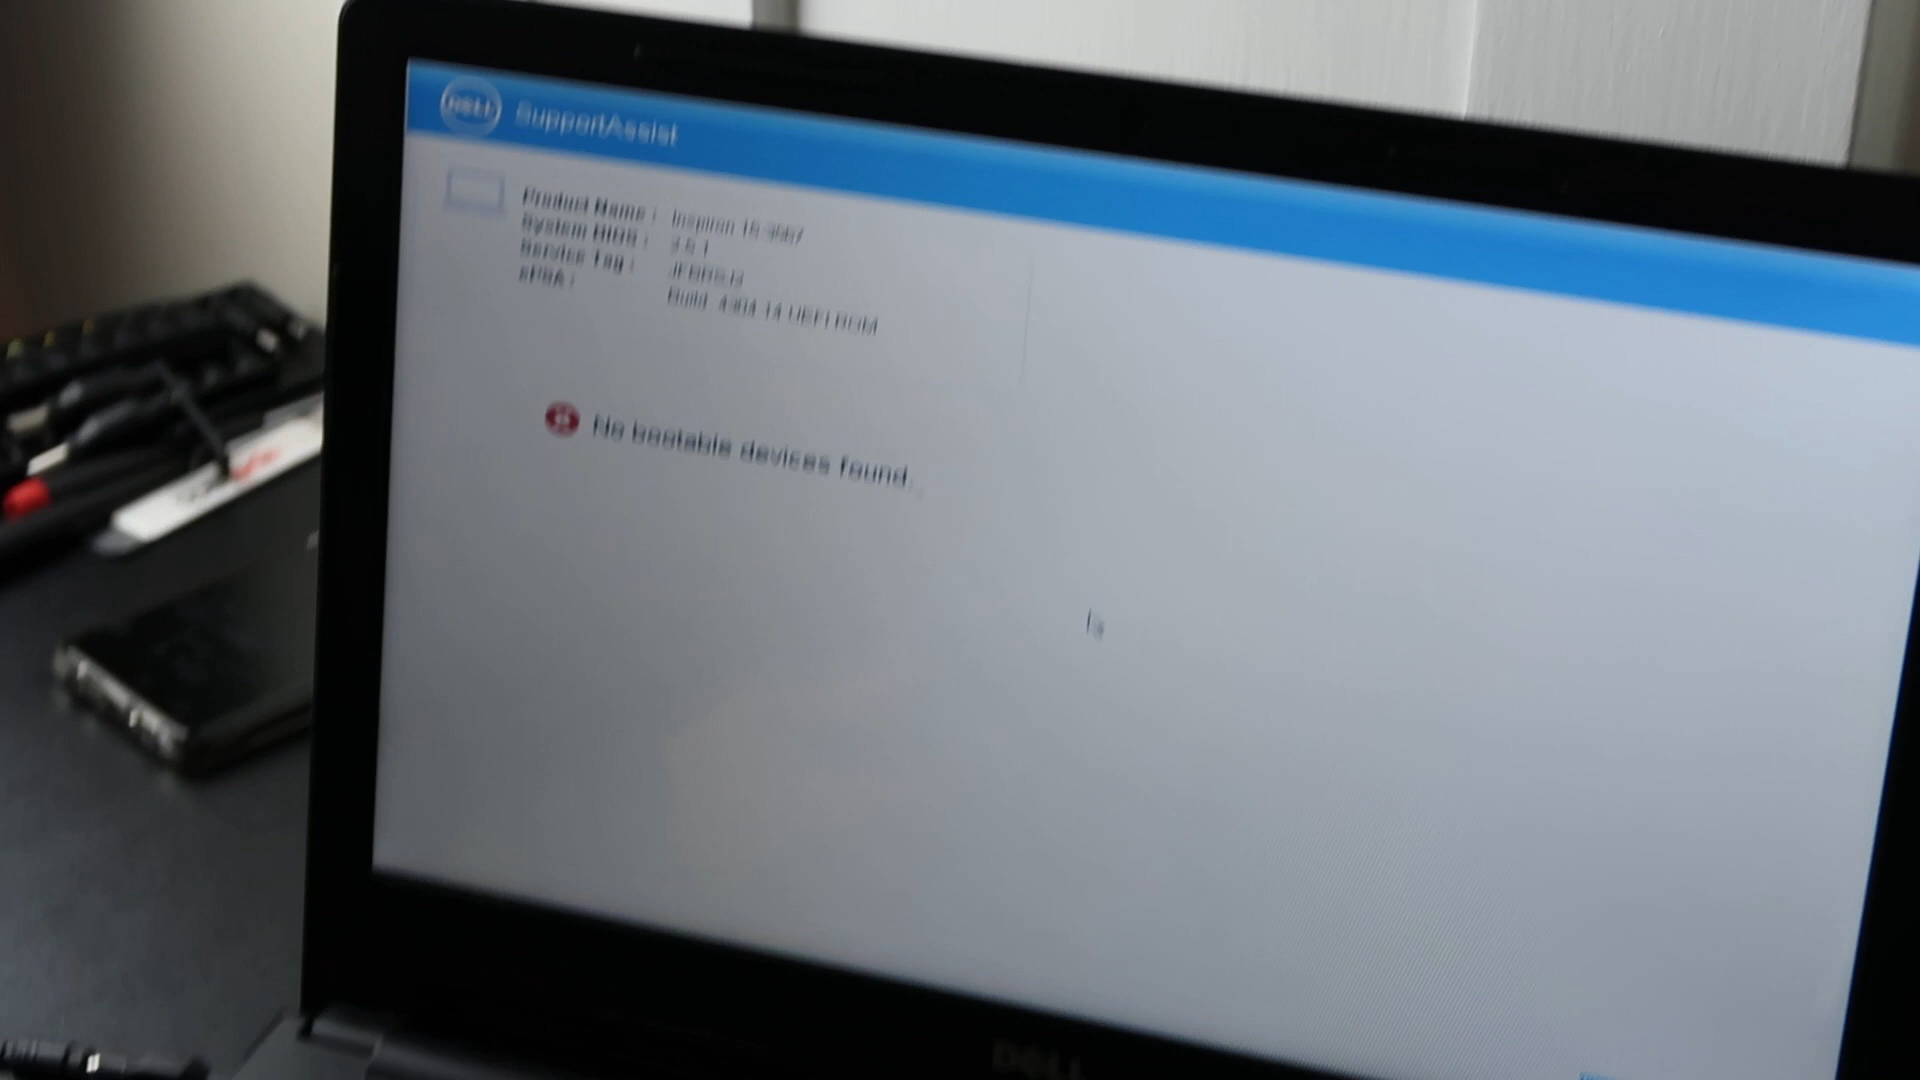 DELL SupportAssist
Product Name : Inspiron 15-3567
System BIOS :
Service Tag :
ePSA : Build 4304.14 UEFI ROM
No bootable devices found.
DELL